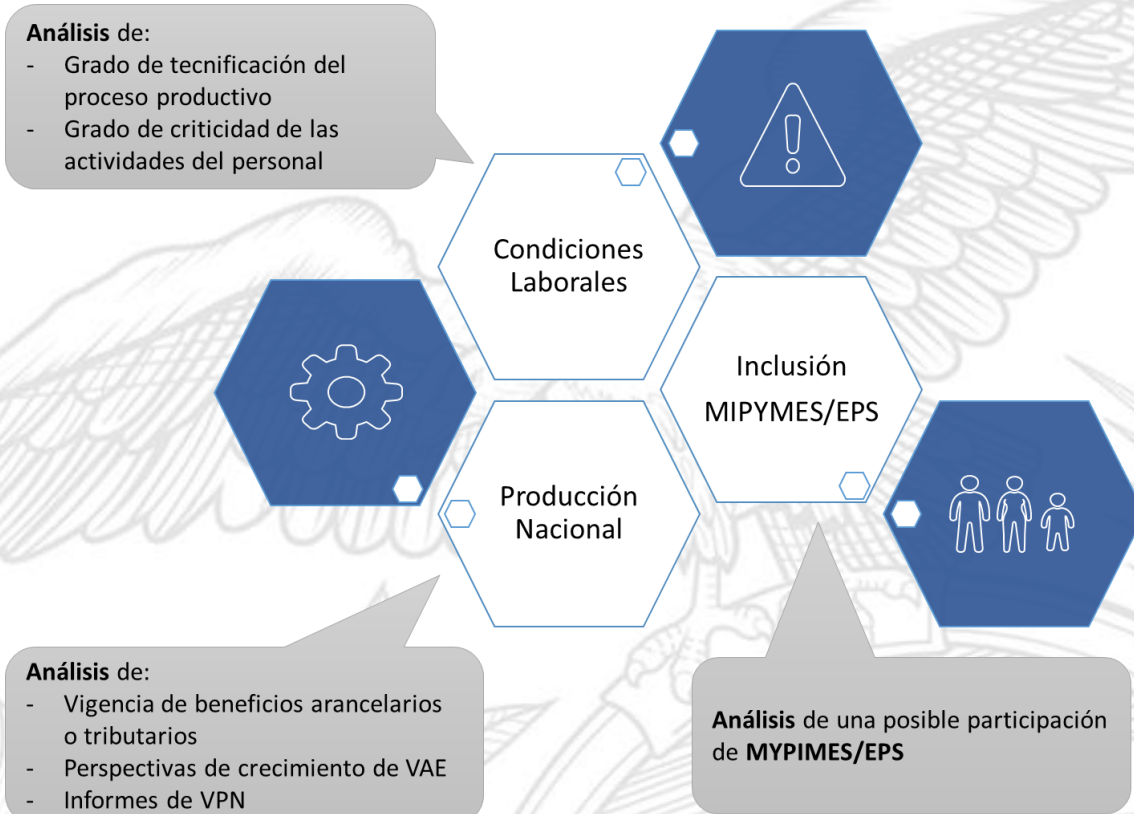 Análisis de:
- Grado de tecnificación del
proceso productivo
- Grado de criticidad de las
actividades del personal
Condiciones
Laborales
Inclusión
MIPYMES/EPS
Producción
Nacional
Análisis de:
- Vigencia de beneficios arancelarios
o tributarios
- Perspectivas de crecimiento de VAE
- Informes de VPN
Análisis de una posible participación
de MYPIMES/EPS